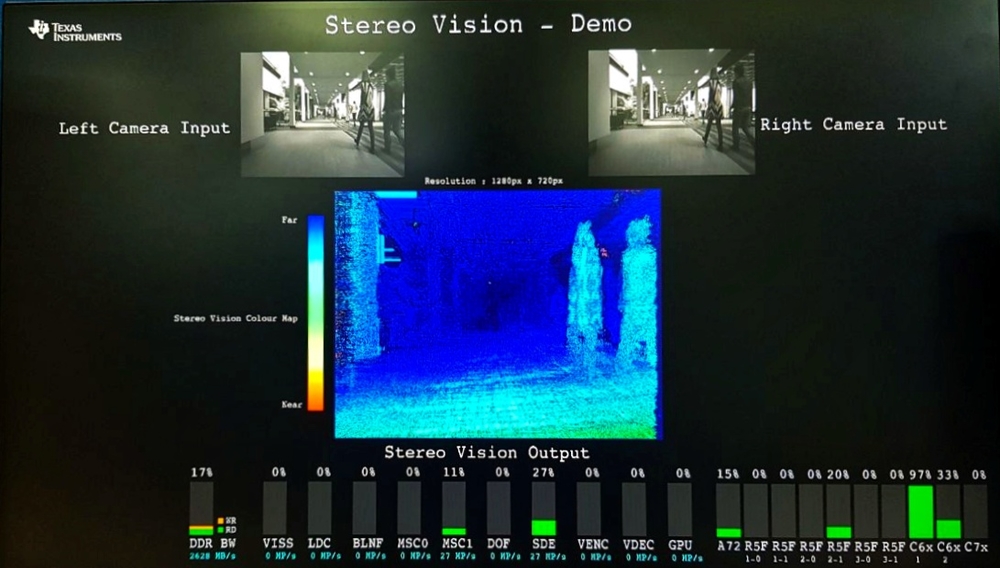 TEXAS
INSTRUMENTS
Stereo Vision - Demo
Left Camera Input
Right Camera Input
Resolution : 1280px x 720px
Far
Stereo Vision Colour Map
Near
Stereo Vision Output
17% 0% 0% 0% 0% 11% 0% 27% 0% 0% 0% 15% 0% 0% 0% 20% 0% 0% 97% 33% 0%
WR
RD
DDR BW VISS LDC BLNF MSC0 MSC1 DOF SDE VENC VDEC GPU A72 R5F R5F R5F R5F R5F R5F C6x C6x C7x
2628 MB/s 0 MP/s 0 MP/s 0 MP/s 0 MP/s 27 MP/s 0 MP/s 27 MP/s 0 MP/s 0 MP/s 0 MP/s 1-0 1-1 2-0 2-1 3-0 3-1 1 2